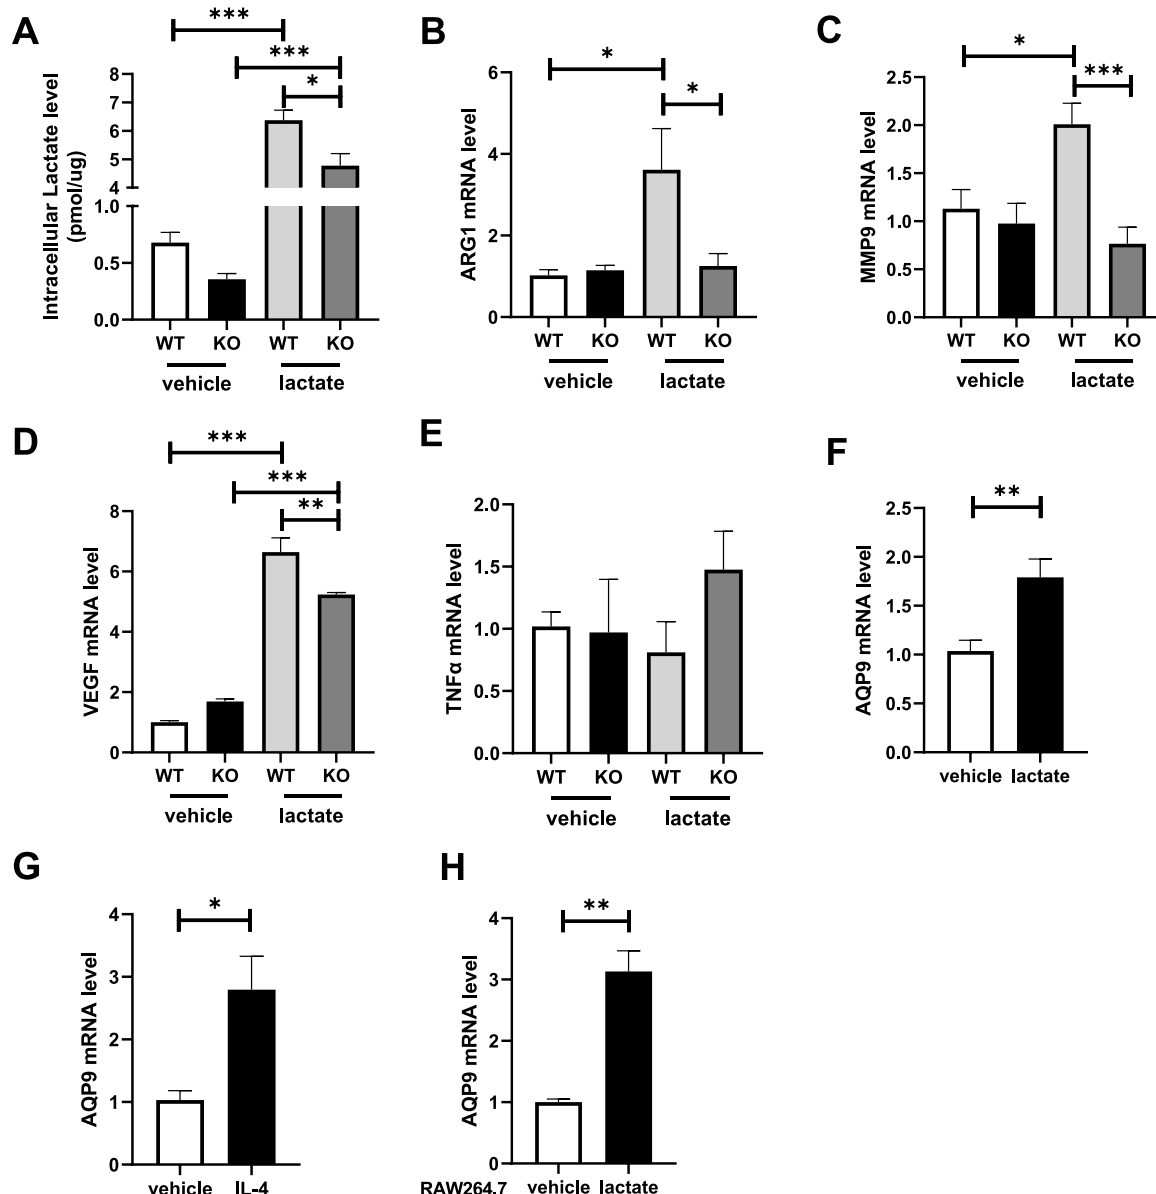 A
***
***
*
Intracellular Lactate level
(pmol/ug)
8
7
6
5
4
1.0
0.5
0.0
WT KO WT KO
vehicle lactate
B
*
*
ARG1 mRNA level
6
4
2
0
WT KO WT KO
vehicle lactate
C
*
***
MMP9 mRNA level
2.5
2.0
1.5
1.0
0.5
0.0
WT KO WT KO
vehicle lactate
D
***
***
**
VEGF mRNA level
8
6
4
2
0
WT KO WT KO
vehicle lactate
E
TNFα mRNA level
2.0
1.5
1.0
0.5
0.0
WT KO WT KO
vehicle lactate
F
**
AQP9 mRNA level
2.5
2.0
1.5
1.0
0.5
0.0
vehicle lactate
G
*
AQP9 mRNA level
4
3
2
1
0
vehicle IL-4
H
**
AQP9 mRNA level
4
3
2
1
0
RAW264.7 vehicle lactate